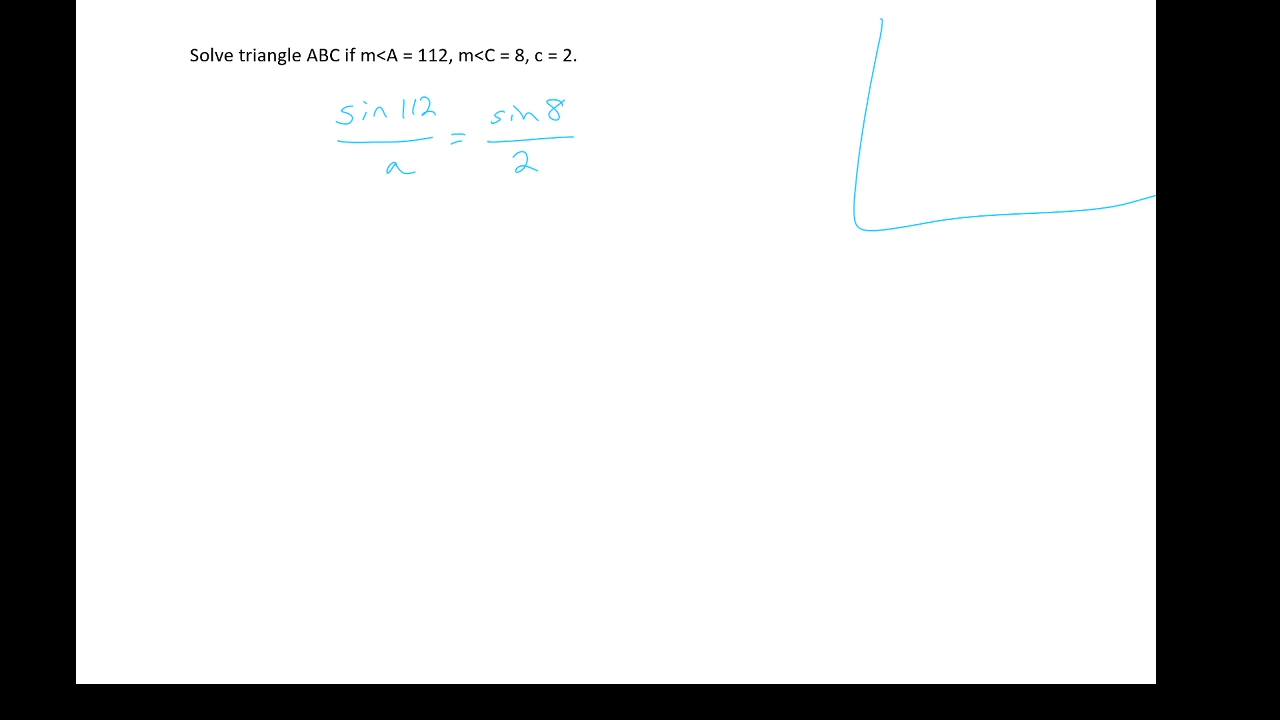 Solve triangle ABC if m<A = 112, m<C = 8, c = 2.
sin 112 = sin 8
a 2